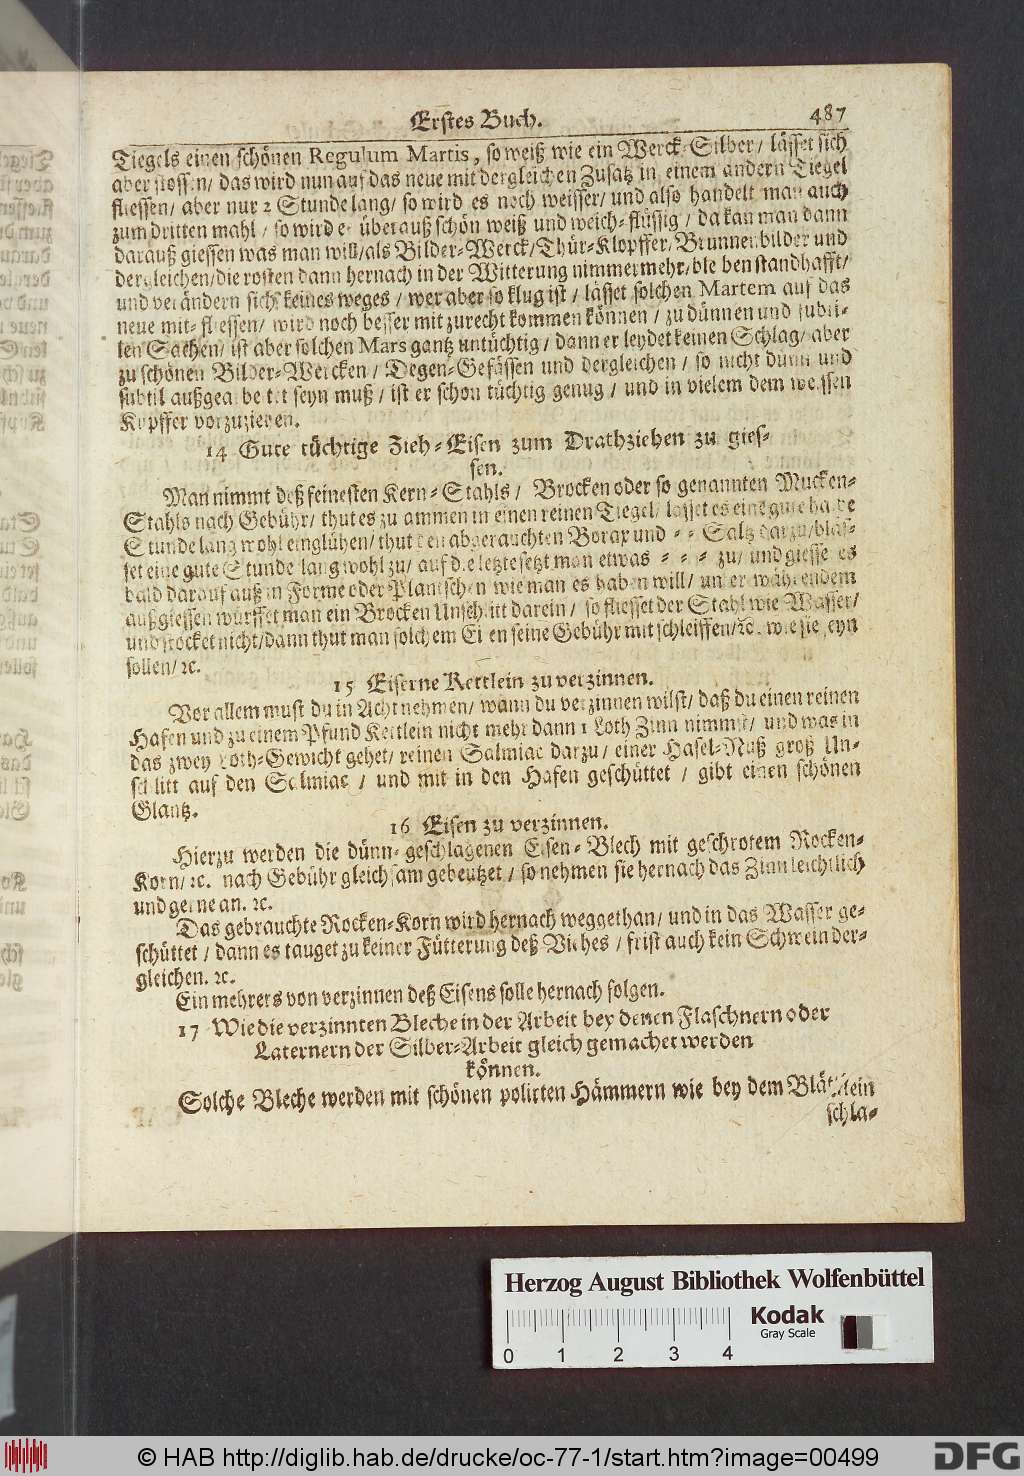 Erstes Buch. 487
Tiegels einen schönen Regulum Martis, so weiß wie ein Werck-Silber/ lässet sich
aber stossen/ das wird nun auf das neue mit dergleichen Zusatz in einem andern Tiegel
fliessen/ aber nur 2 Stunde lang/ so wird es noch weisser/ und also handelt man auch
zum dritten mahl/ so wird er überauß schön weiß und weich-flüssig/ da kan man dann
darauß giessen was man will/als Bilder-Werck/Thür-Klopffer/Brunnenbilder und
dergleichen/die rosten dann hernach in der Witterung nimmermehr/bleiben standhafft/
und verändern sichs keines weges/ wer aber so klug ist/ lässet solchen Martem auf das
neue mit-fliessen/ wird noch besser mit zurecht kommen können/ zu dünnen und subti-
len Sachen/ ist aber solchen Mars gantz untüchtig/ dann er leydet keinen Schlag/ aber
zu schönen Bilder-Wercken/ Degen-Gefässen und dergleichen/ so nicht dünn und
subtil außgearbeitet seyn muß/ ist er schon tüchtig genug/ und in vielem dem weissen
Kupffer vorzuziehen.
14 Gute tüchtige Zieh-Eisen zum Drathziehen zu gies-
sen.
Man nimmt deß feinesten Kern-Stahls/ Brocken oder so genannten Mucken-
Stahls nach Gebühr/ thut es zusammen in einen reinen Tiegel/ lasset es eine gute halbe
Stunde lang wohl einglühen/ thut den abgerauchten Borax und = = Saltz darzu/bläs-
set eine gute Stunde lang wohl zu/ auf die letzte setzt man etwas = = = zu/ und giesse es
bald darauf auß in Forme oder Plantschen wie man es haben will/ unter währendem
außgiessen würffet man ein Brocken Unschlitt darein/ so fliesset der Stahl wie Wasser/
und stocket nicht/dann thut man solchem Eisen seine Gebühr mit schleiffen/ꝛc. wie sie seyn
sollen/ ꝛc.
15 Eiserne Kettlein zu verzinnen.
Vor allem must du in Acht nehmen/ wann du verzinnen wilst/ daß du einen reinen
Hafen und zu einem Pfund Kettlein nicht mehr dann 1 Loth Zinn nimmst/ und was in
das zwey Loth-Gewicht gehet/ reinen Salmiac darzu/ einer Hasel-Nuß groß Un-
schlitt auf den Salmiac/ und mit in den Hafen geschüttet/ gibt einen schönen
Glantz.
16 Eisen zu verzinnen.
Hierzu werden die dünn-geschlagenen Eisen-Blech mit geschrotem Rocken-
Korn/ ꝛc. nach Gebühr gleichsam gebeutzet/ so nehmen sie hernach das Zinn leichtlich
und gerne an. ꝛc.
Das gebrauchte Rocken-Korn wird hernach weggethan/ und in das Wasser ge-
schüttet/ dann es tauget zu keiner Fütterung deß Viehes/ frist auch kein Schwein der-
gleichen. ꝛc.
Ein mehrers von verzinnen deß Eisens solle hernach folgen.
17 Wie die verzinnten Bleche in der Arbeit bey denen Flaschnern oder
Laternern der Silber-Arbeit gleich gemachet werden
können.
Solche Bleche werden mit schönen polirten Hämmern wie bey dem Blätlein
schla-
Herzog August Bibliothek Wolfenbüttel
Kodak
Gray Scale
0 1 2 3 4
© HAB http://diglib.hab.de/drucke/oc-77-1/start.htm?image=00499
DFG